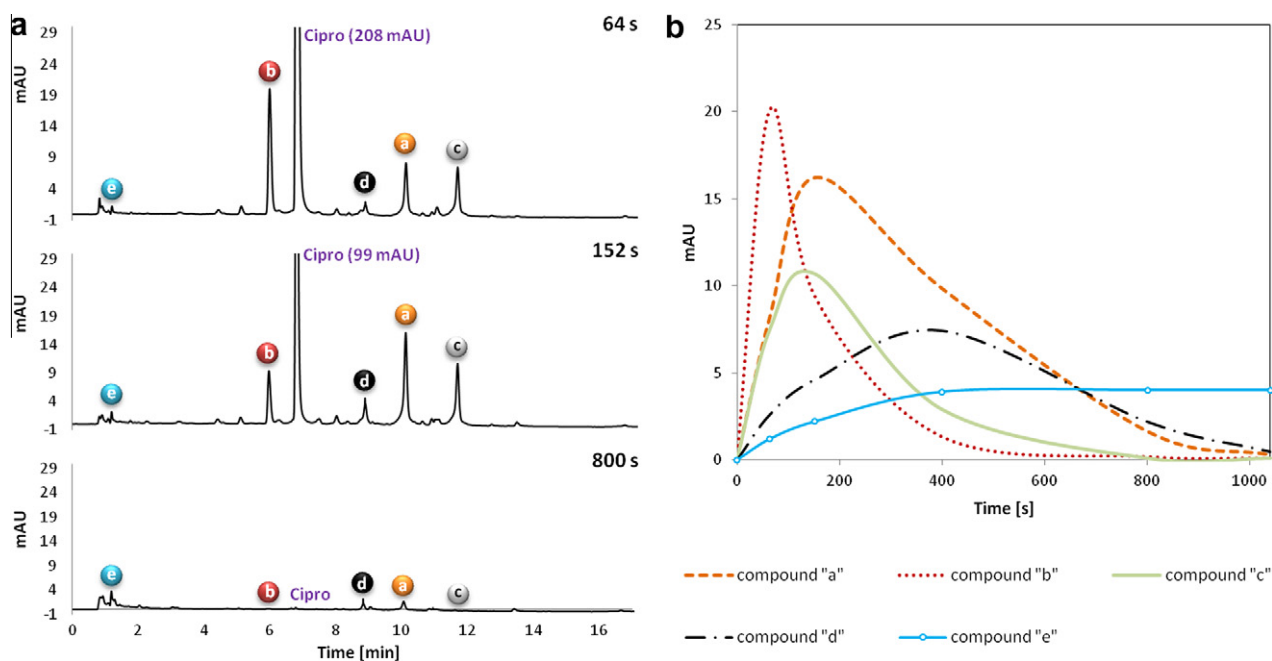 a
64 s
29
24
19
14
9
4
-1
mAU
Cipro (208 mAU)
e
b
d
a
c
152 s
29
24
19
14
9
4
-1
mAU
Cipro (99 mAU)
e
b
d
a
c
800 s
29
24
19
14
9
4
-1
mAU
e
b
Cipro
d
a
c
0 2 4 6 8 10 12 14 16
Time [min]
b
25
20
15
10
5
0
mAU
0 200 400 600 800 1000
Time [s]
compound "a" compound "b" compound "c"
compound "d" compound "e"